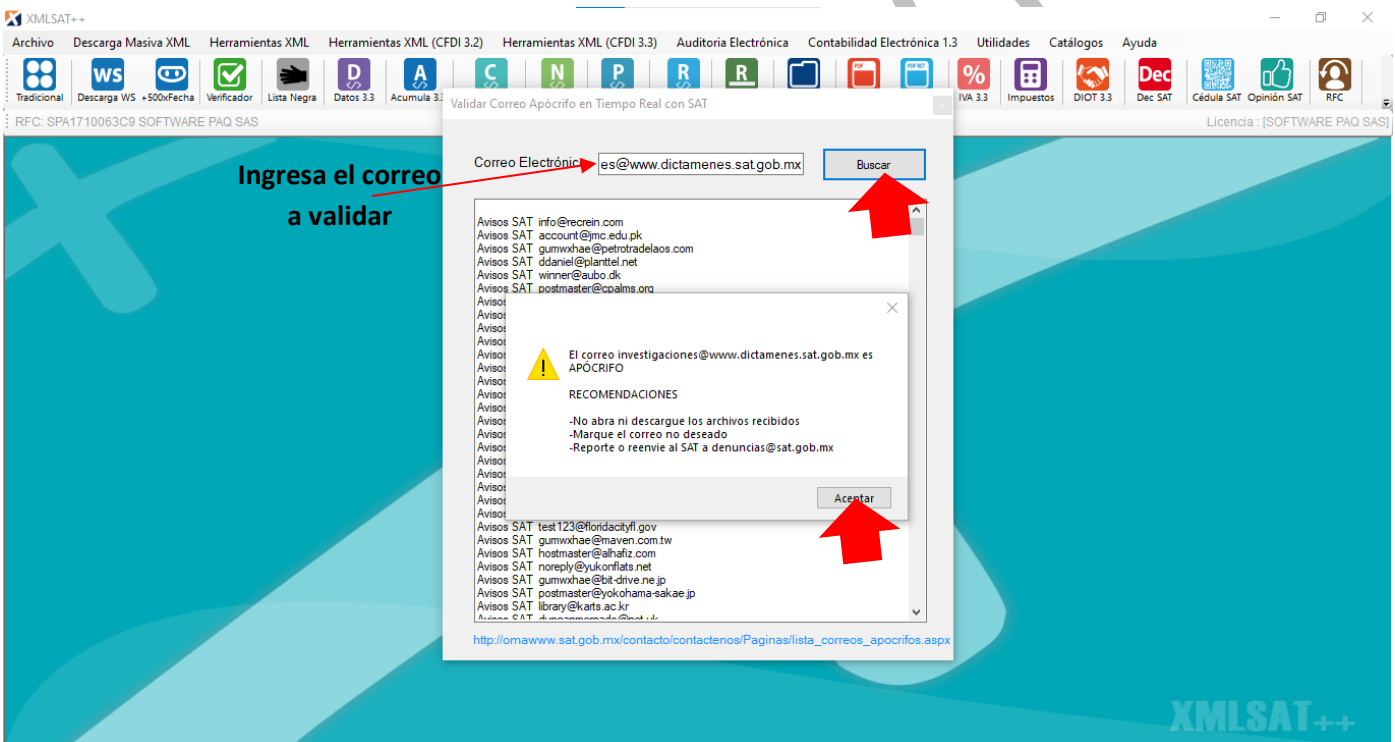 XMLSAT++
Archivo Descarga Masiva XML Herramientas XML Herramientas XML (CFDI 3.2) Herramientas XML (CFDI 3.3) Auditoria Electrónica Contabilidad Electrónica 1.3 Utilidades Catálogos Ayuda
WS D A C N P R R PDF PDF RET % Dec
Tradicional Descarga WS +500xFecha Verificador Lista Negra Datos 3.3 Acumula 3.3 IVA 3.3 Impuestos DIOT 3.3 Dec SAT Cédula SAT Opinión SAT RFC
RFC: SPA1710063C9 SOFTWARE PAQ SAS
Licencia : [SOFTWARE PAQ SAS]
Validar Correo Apócrifo en Tiempo Real con SAT
Ingresa el correo
a validar
Correo Electrónic es@www.dictamenes.sat.gob.mx Buscar
Avisos SAT info@recrein.com
Avisos SAT account@jmc.edu.pk
Avisos SAT gumwxhae@petrotradelaos.com
Avisos SAT ddaniel@planttel.net
Avisos SAT winner@aubo.dk
Avisos SAT postmaster@cpalms.org
El correo investigaciones@www.dictamenes.sat.gob.mx es
APÓCRIFO
RECOMENDACIONES
-No abra ni descargue los archivos recibidos
-Marque el correo no deseado
-Reporte o reenvie al SAT a denuncias@sat.gob.mx
Aceptar
Avisos SAT test123@floridacityfl.gov
Avisos SAT gumwxhae@maven.com.tw
Avisos SAT hostmaster@alhafiz.com
Avisos SAT noreply@yukonflats.net
Avisos SAT gumwxhae@bit-drive.ne.jp
Avisos SAT postmaster@yokohama-sakae.jp
Avisos SAT library@karts.ac.kr
http://omawww.sat.gob.mx/contacto/contactenos/Paginas/lista_correos_apocrifos.aspx
XMLSAT++